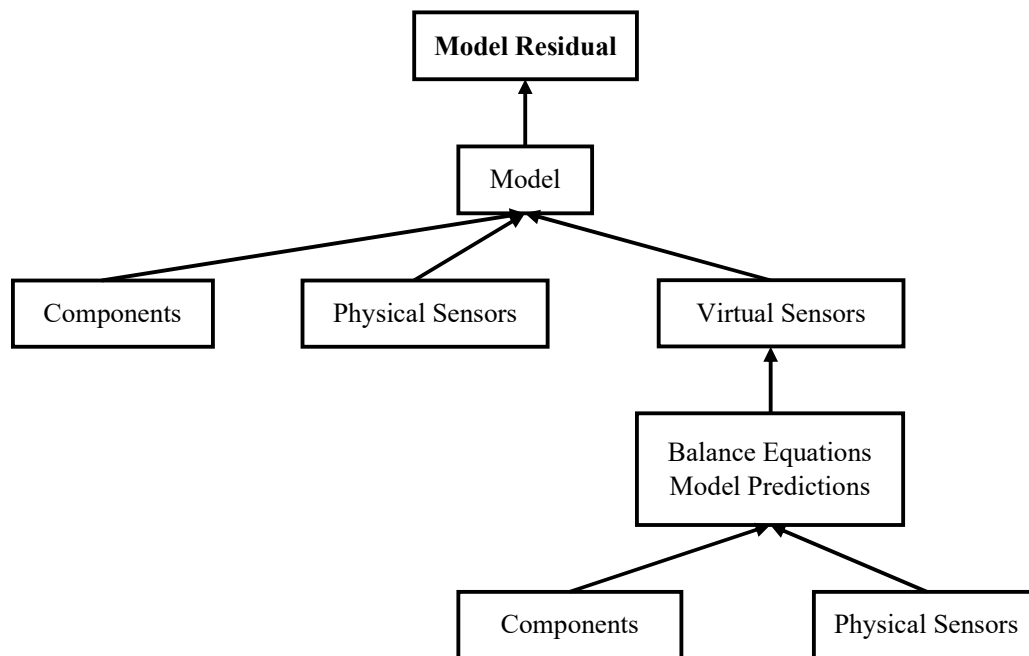 Model Residual
Model
Components
Physical Sensors
Virtual Sensors
Balance Equations
Model Predictions
Components
Physical Sensors